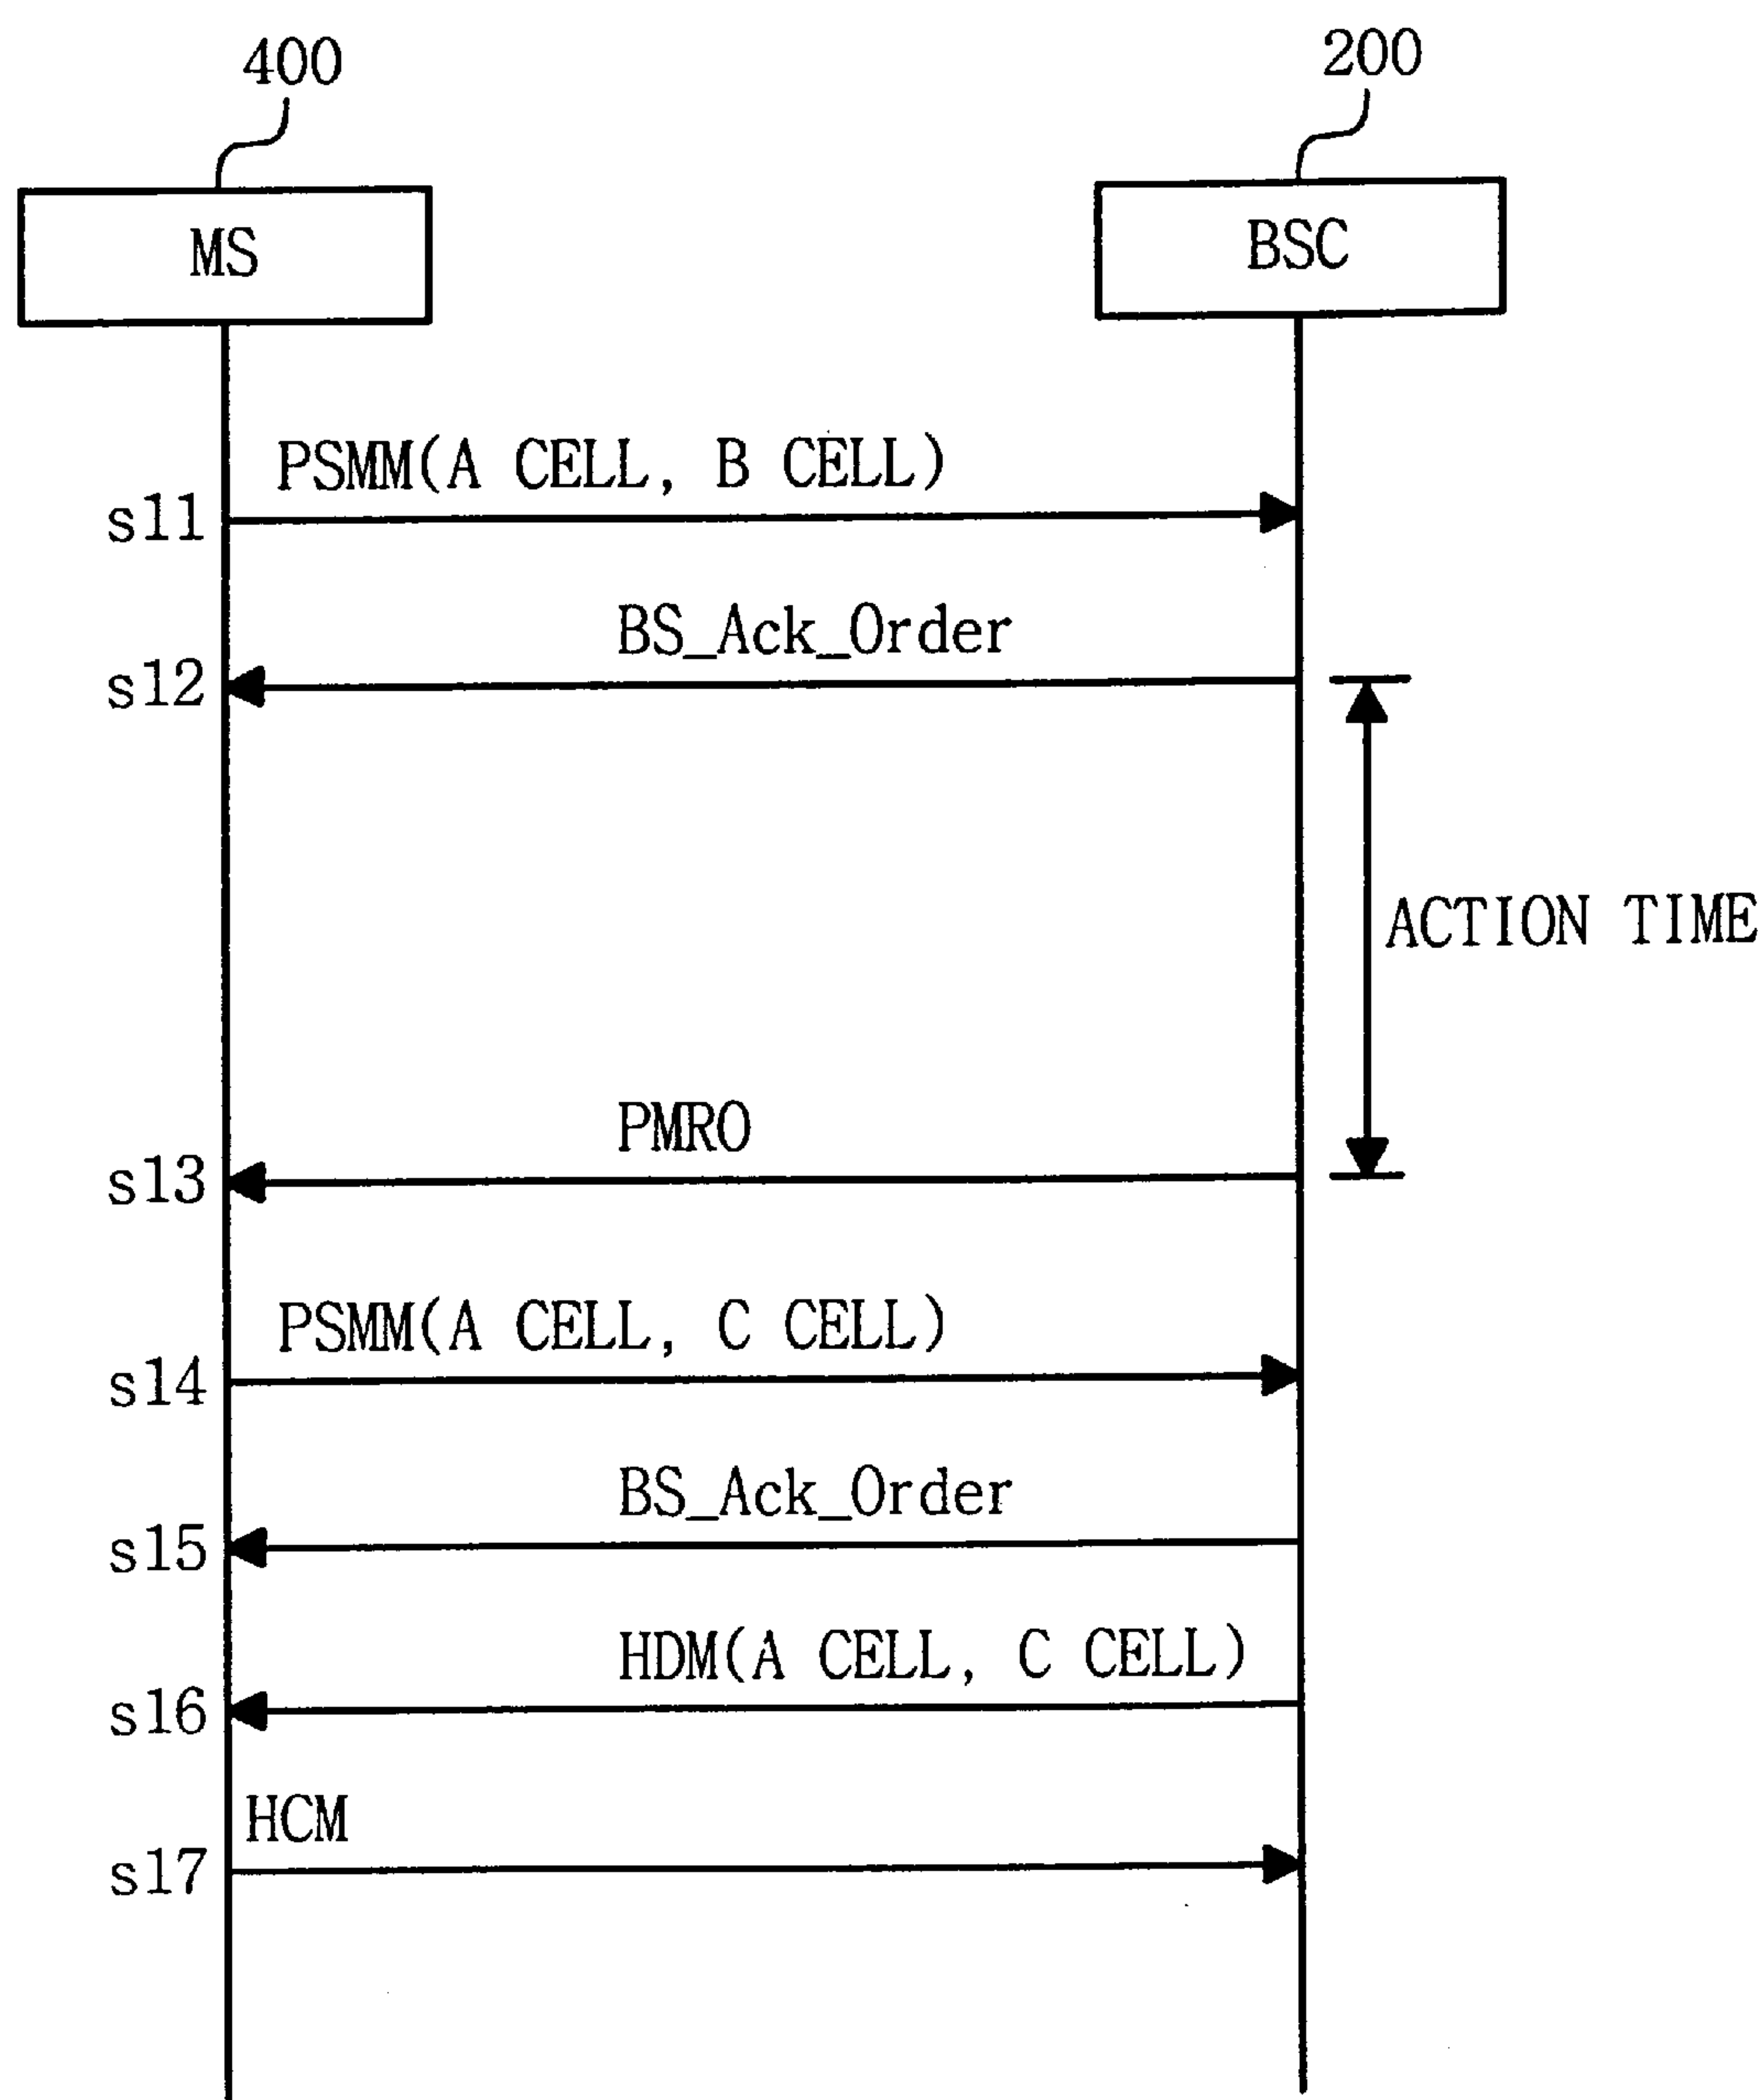 400
200
MS
BSC
PSMM(A CELL, B CELL)
s11
BS_Ack_Order
s12
ACTION TIME
PMRO
s13
PSMM(A CELL, C CELL)
s14
BS_Ack_Order
s15
HDM(A CELL, C CELL)
s16
HCM
s17